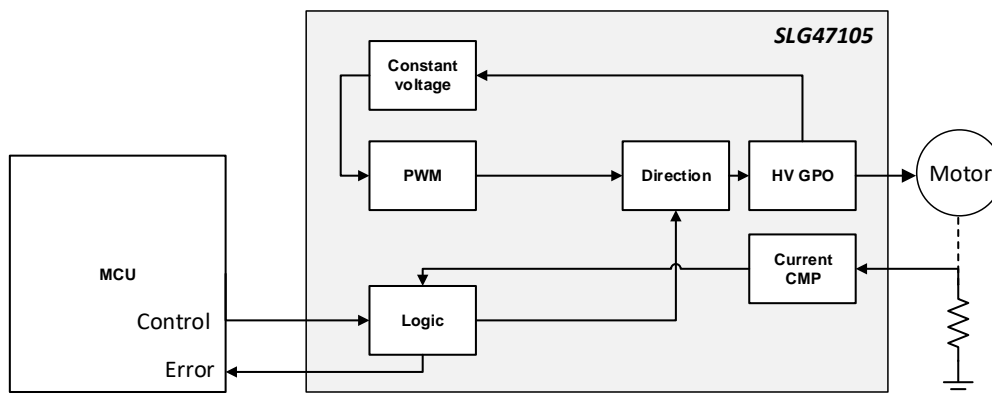 SLG47105
Constant
voltage
PWM
Direction
HV GPO
Motor
MCU
Current
CMP
Control
Logic
Error